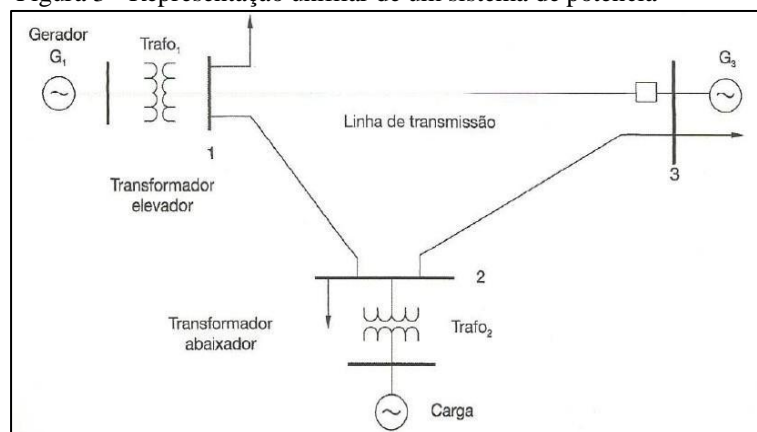 Figura 3 - Representação unifilar de um sistema de potência
Gerador
G₁
Trafo₁
G₃
Linha de transmissão
1
3
Transformador
elevador
2
Transformador
abaixador
Trafo₂
Carga